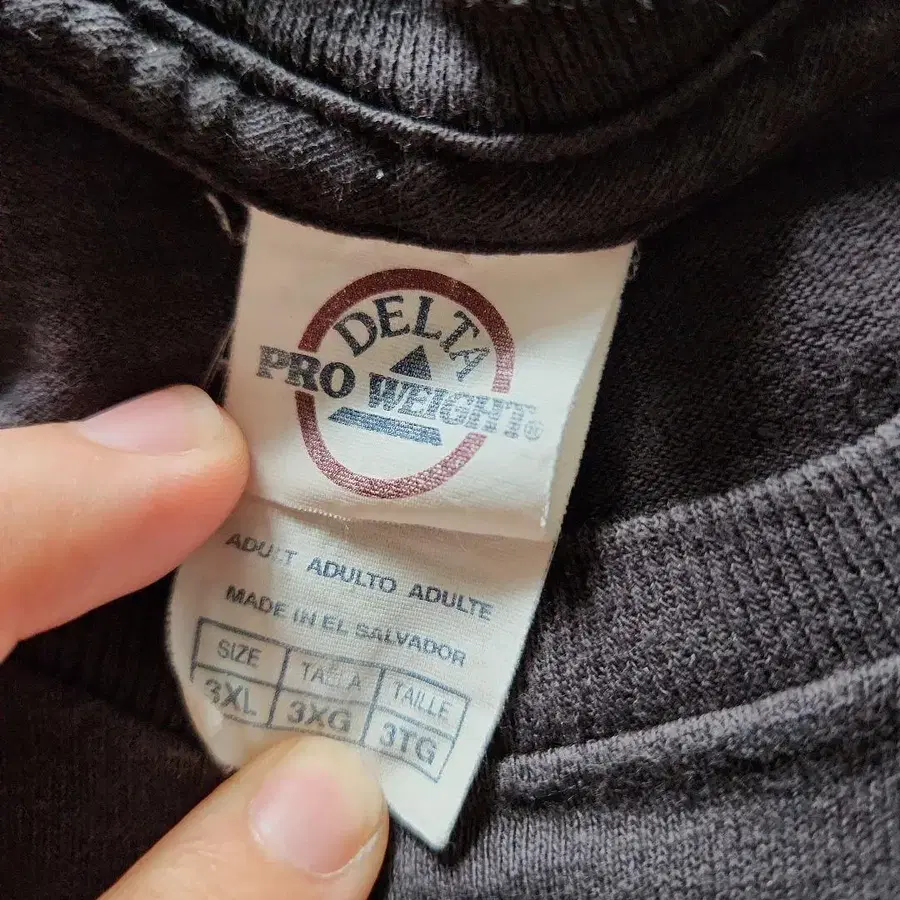 DELTA
PRO WEIGHT®
ADULT ADULTO ADULTE
MADE IN EL SALVADOR
SIZE TALLA TAILLE
3XL 3XG 3TG